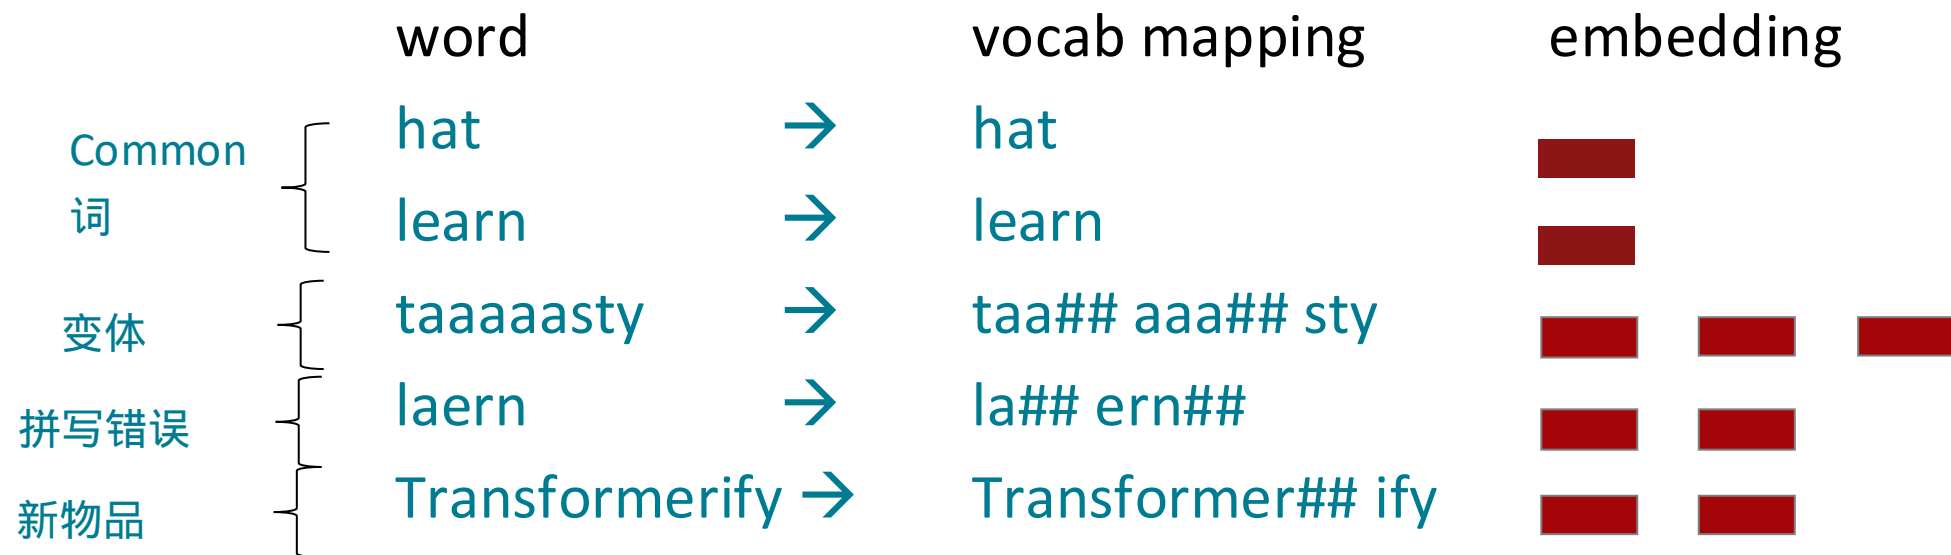 word vocab mapping embedding
Common
词
hat → hat
learn → learn
变体
taaaaasty → taa## aaa## sty
拼写错误
laern → la## ern##
新物品
Transformerify → Transformer## ify